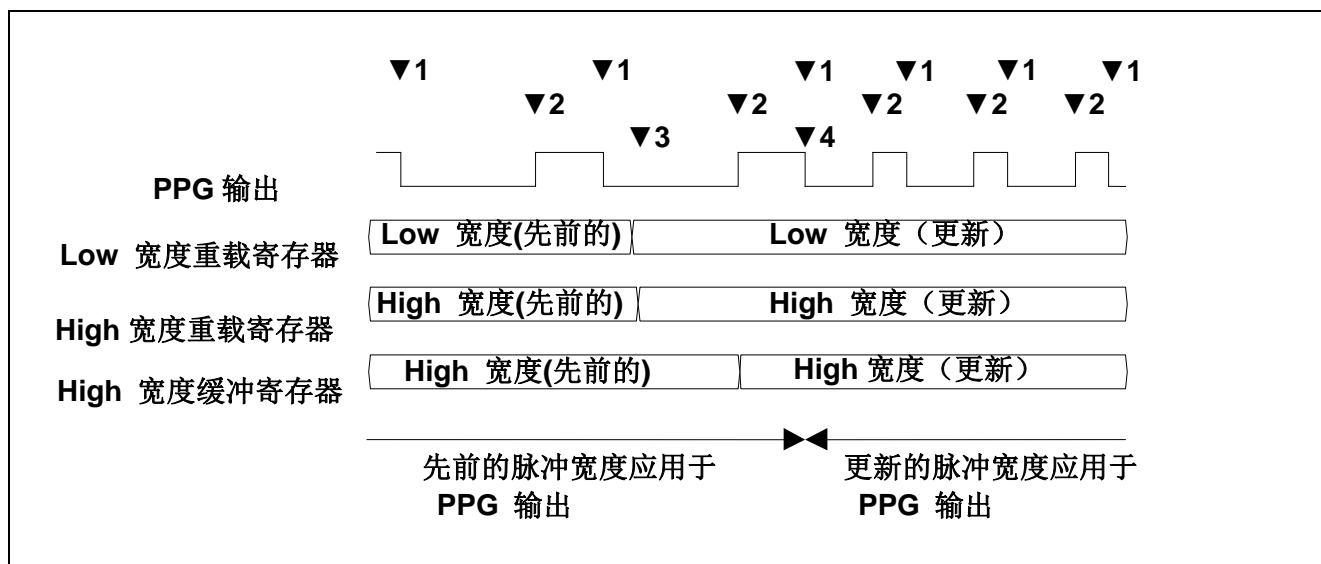 ▼1 ▼1 ▼1 ▼1 ▼1 ▼1
▼2 ▼2 ▼2 ▼2 ▼2
▼3 ▼4
PPG 输出
Low 宽度(先前的) Low 宽度（更新）
Low 宽度重载寄存器
High 宽度(先前的) High 宽度（更新）
High 宽度重载寄存器
High 宽度(先前的) High 宽度（更新）
High 宽度缓冲寄存器
先前的脉冲宽度应用于 更新的脉冲宽度应用于
PPG 输出 PPG 输出